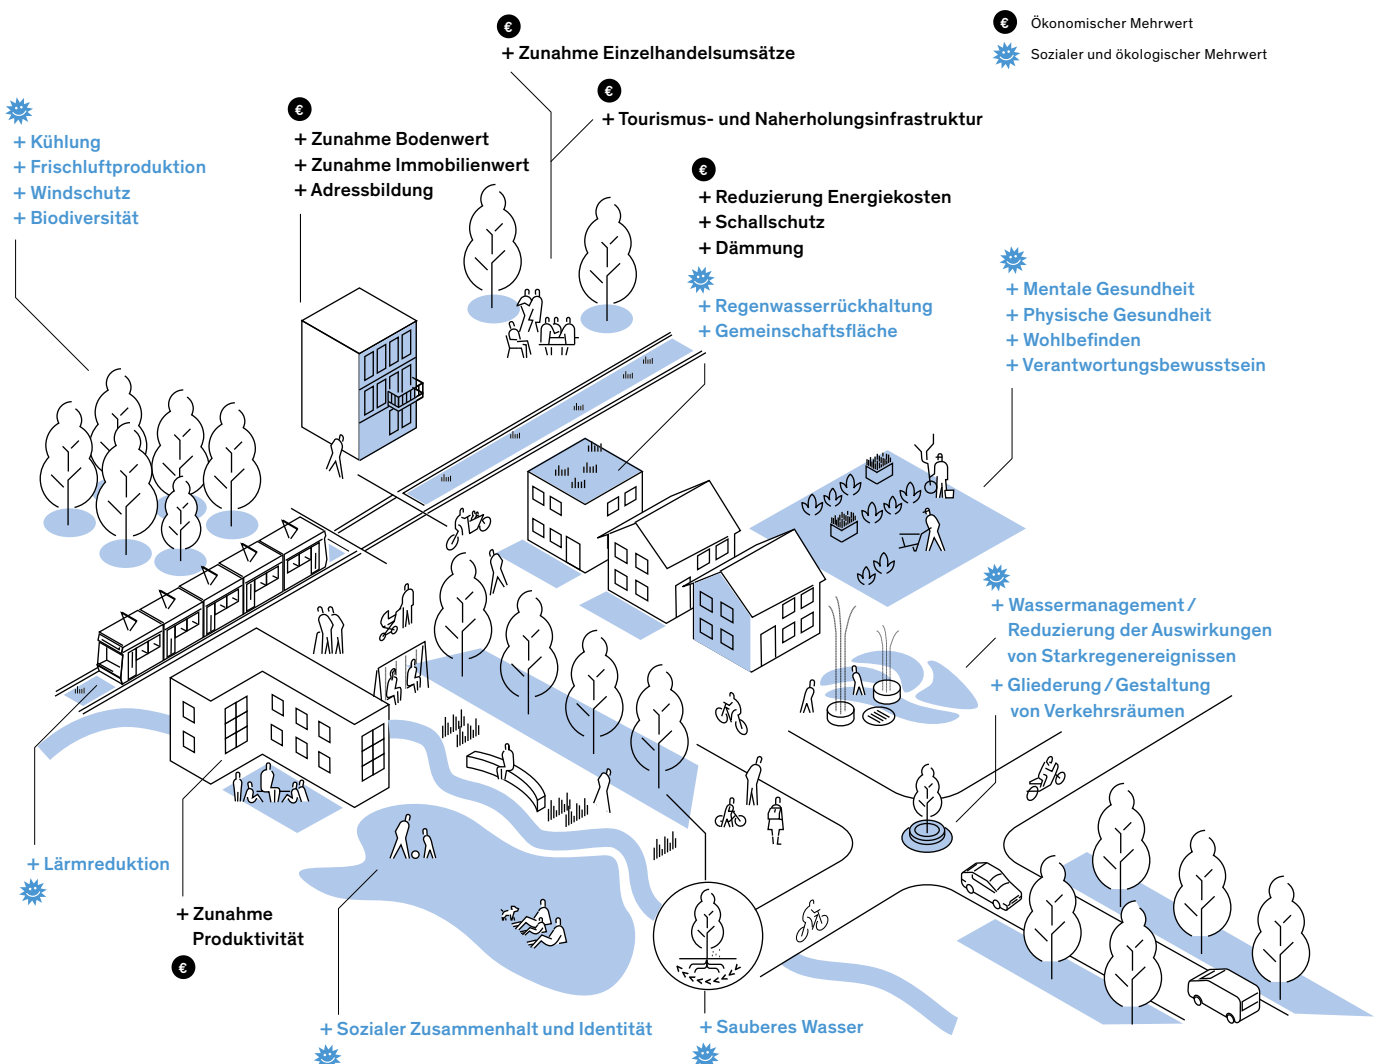 € Ökonomischer Mehrwert
Sozialer und ökologischer Mehrwert
€
+ Zunahme Einzelhandelsumsätze
€
+ Tourismus- und Naherholungsinfrastruktur
+ Kühlung
+ Frischluftproduktion
+ Windschutz
+ Biodiversität
€
+ Zunahme Bodenwert
+ Zunahme Immobilienwert
+ Adressbildung
€
+ Reduzierung Energiekosten
+ Schallschutz
+ Dämmung
+ Regenwasserrückhaltung
+ Gemeinschaftsfläche
+ Mentale Gesundheit
+ Physische Gesundheit
+ Wohlbefinden
+ Verantwortungsbewusstsein
+ Wassermanagement /
Reduzierung der Auswirkungen
von Starkregenereignissen
+ Gliederung / Gestaltung
von Verkehrsräumen
+ Lärmreduktion
+ Zunahme
Produktivität
€
+ Sozialer Zusammenhalt und Identität
+ Sauberes Wasser